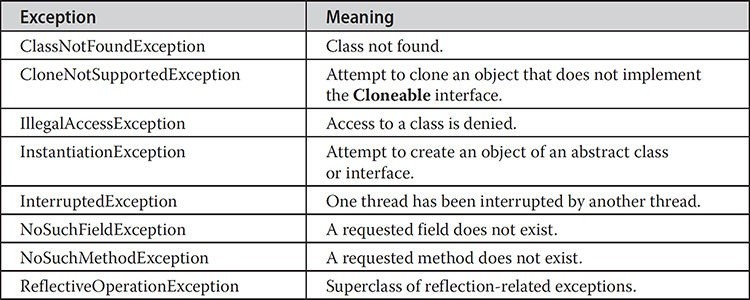 Exception Meaning
ClassNotFoundException Class not found.
CloneNotSupportedException Attempt to clone an object that does not implement
the Cloneable interface.
IllegalAccessException Access to a class is denied.
InstantiationException Attempt to create an object of an abstract class
or interface.
InterruptedException One thread has been interrupted by another thread.
NoSuchFieldException A requested field does not exist.
NoSuchMethodException A requested method does not exist.
ReflectiveOperationException Superclass of reflection-related exceptions.